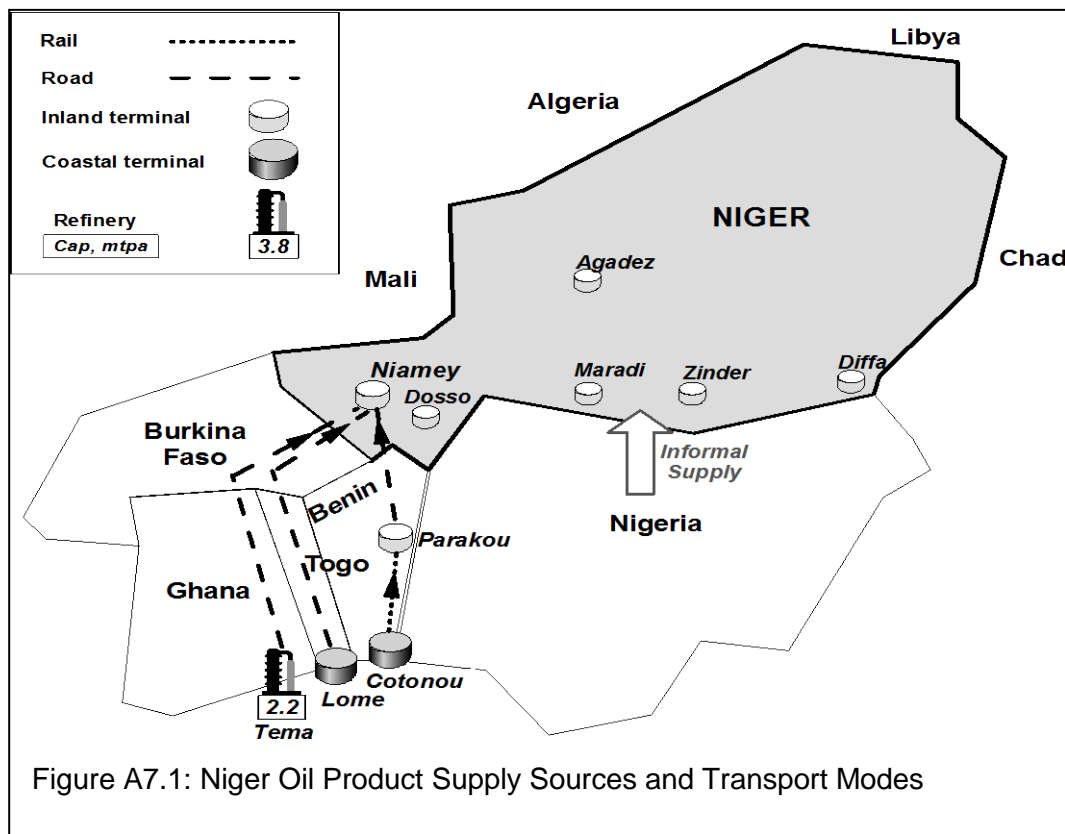 Rail
Road
Inland terminal
Coastal terminal
Refinery
Cap, mtpa
3.8
Libya
Algeria
NIGER
Chad
Agadez
Mali
Niamey
Dosso
Maradi
Zinder
Diffa
Burkina
Faso
Informal
Supply
Benin
Nigeria
Parakou
Togo
Ghana
Cotonou
Lome
2.2
Tema
Figure A7.1: Niger Oil Product Supply Sources and Transport Modes